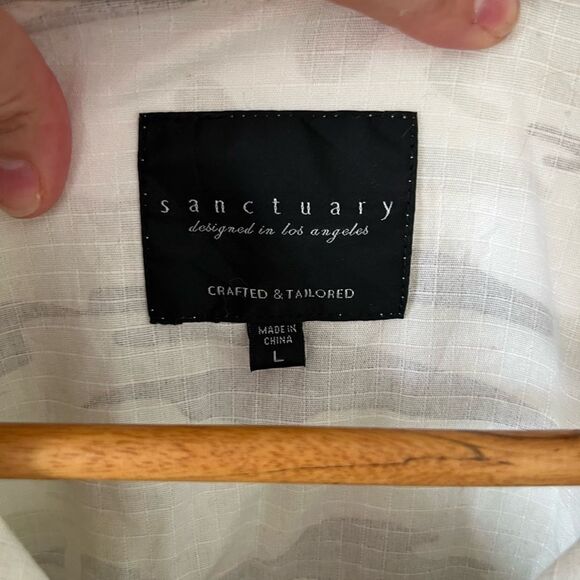 sanctuary
designed in los angeles
CRAFTED & TAILORED
MADE IN
CHINA
L